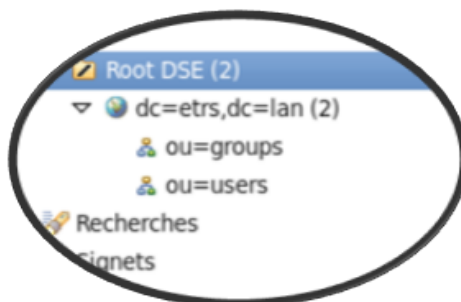 Root DSE (2)
dc=etrs,dc=lan (2)
ou=groups
ou=users
Recherches
Signets